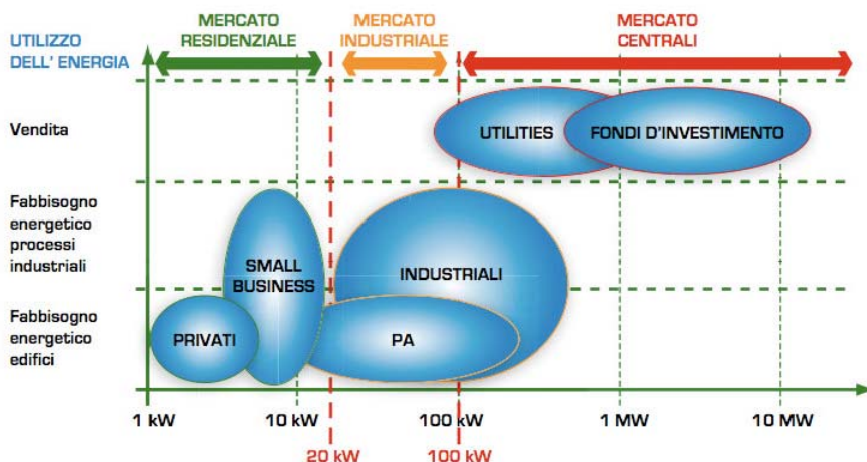 UTILIZZO
DELL' ENERGIA
MERCATO
RESIDENZIALE
MERCATO
INDUSTRIALE
MERCATO
CENTRALI
Vendita
UTILITIES
FONDI D'INVESTIMENTO
Fabbisogno
energetico
processi
industriali
SMALL
BUSINESS
INDUSTRIALI
Fabbisogno
energetico
edifici
PRIVATI
PA
1 kW
10 kW
100 kW
1 MW
10 MW
20 kW
100 kW